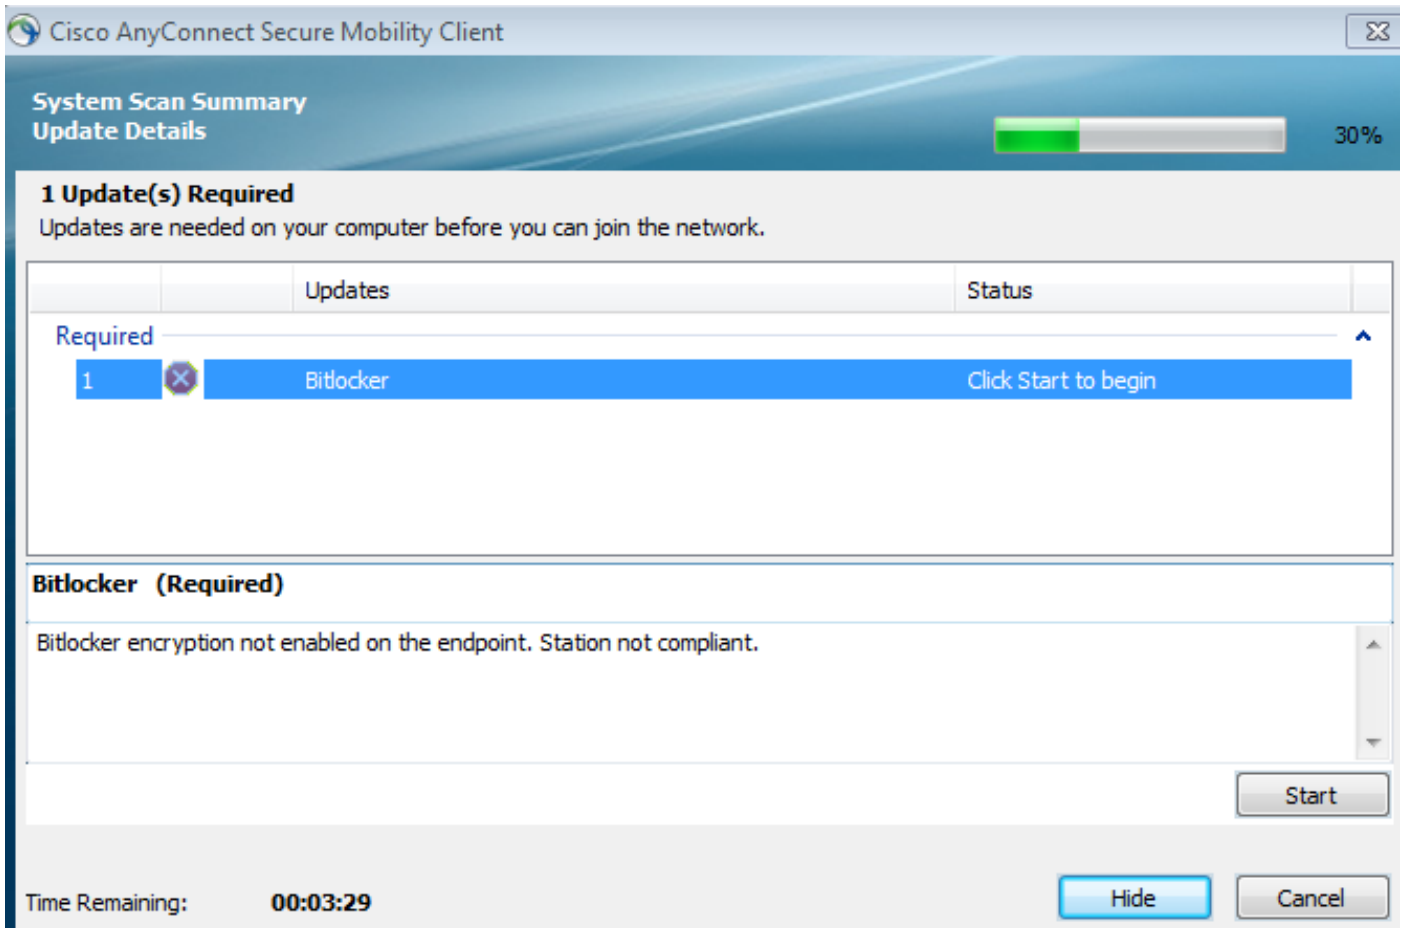 Cisco AnyConnect Secure Mobility Client
System Scan Summary
Update Details
30%
1 Update(s) Required
Updates are needed on your computer before you can join the network.
Updates Status
Required
1 Bitlocker Click Start to begin
Bitlocker (Required)
Bitlocker encryption not enabled on the endpoint. Station not compliant.
Start
Time Remaining: 00:03:29 Hide Cancel